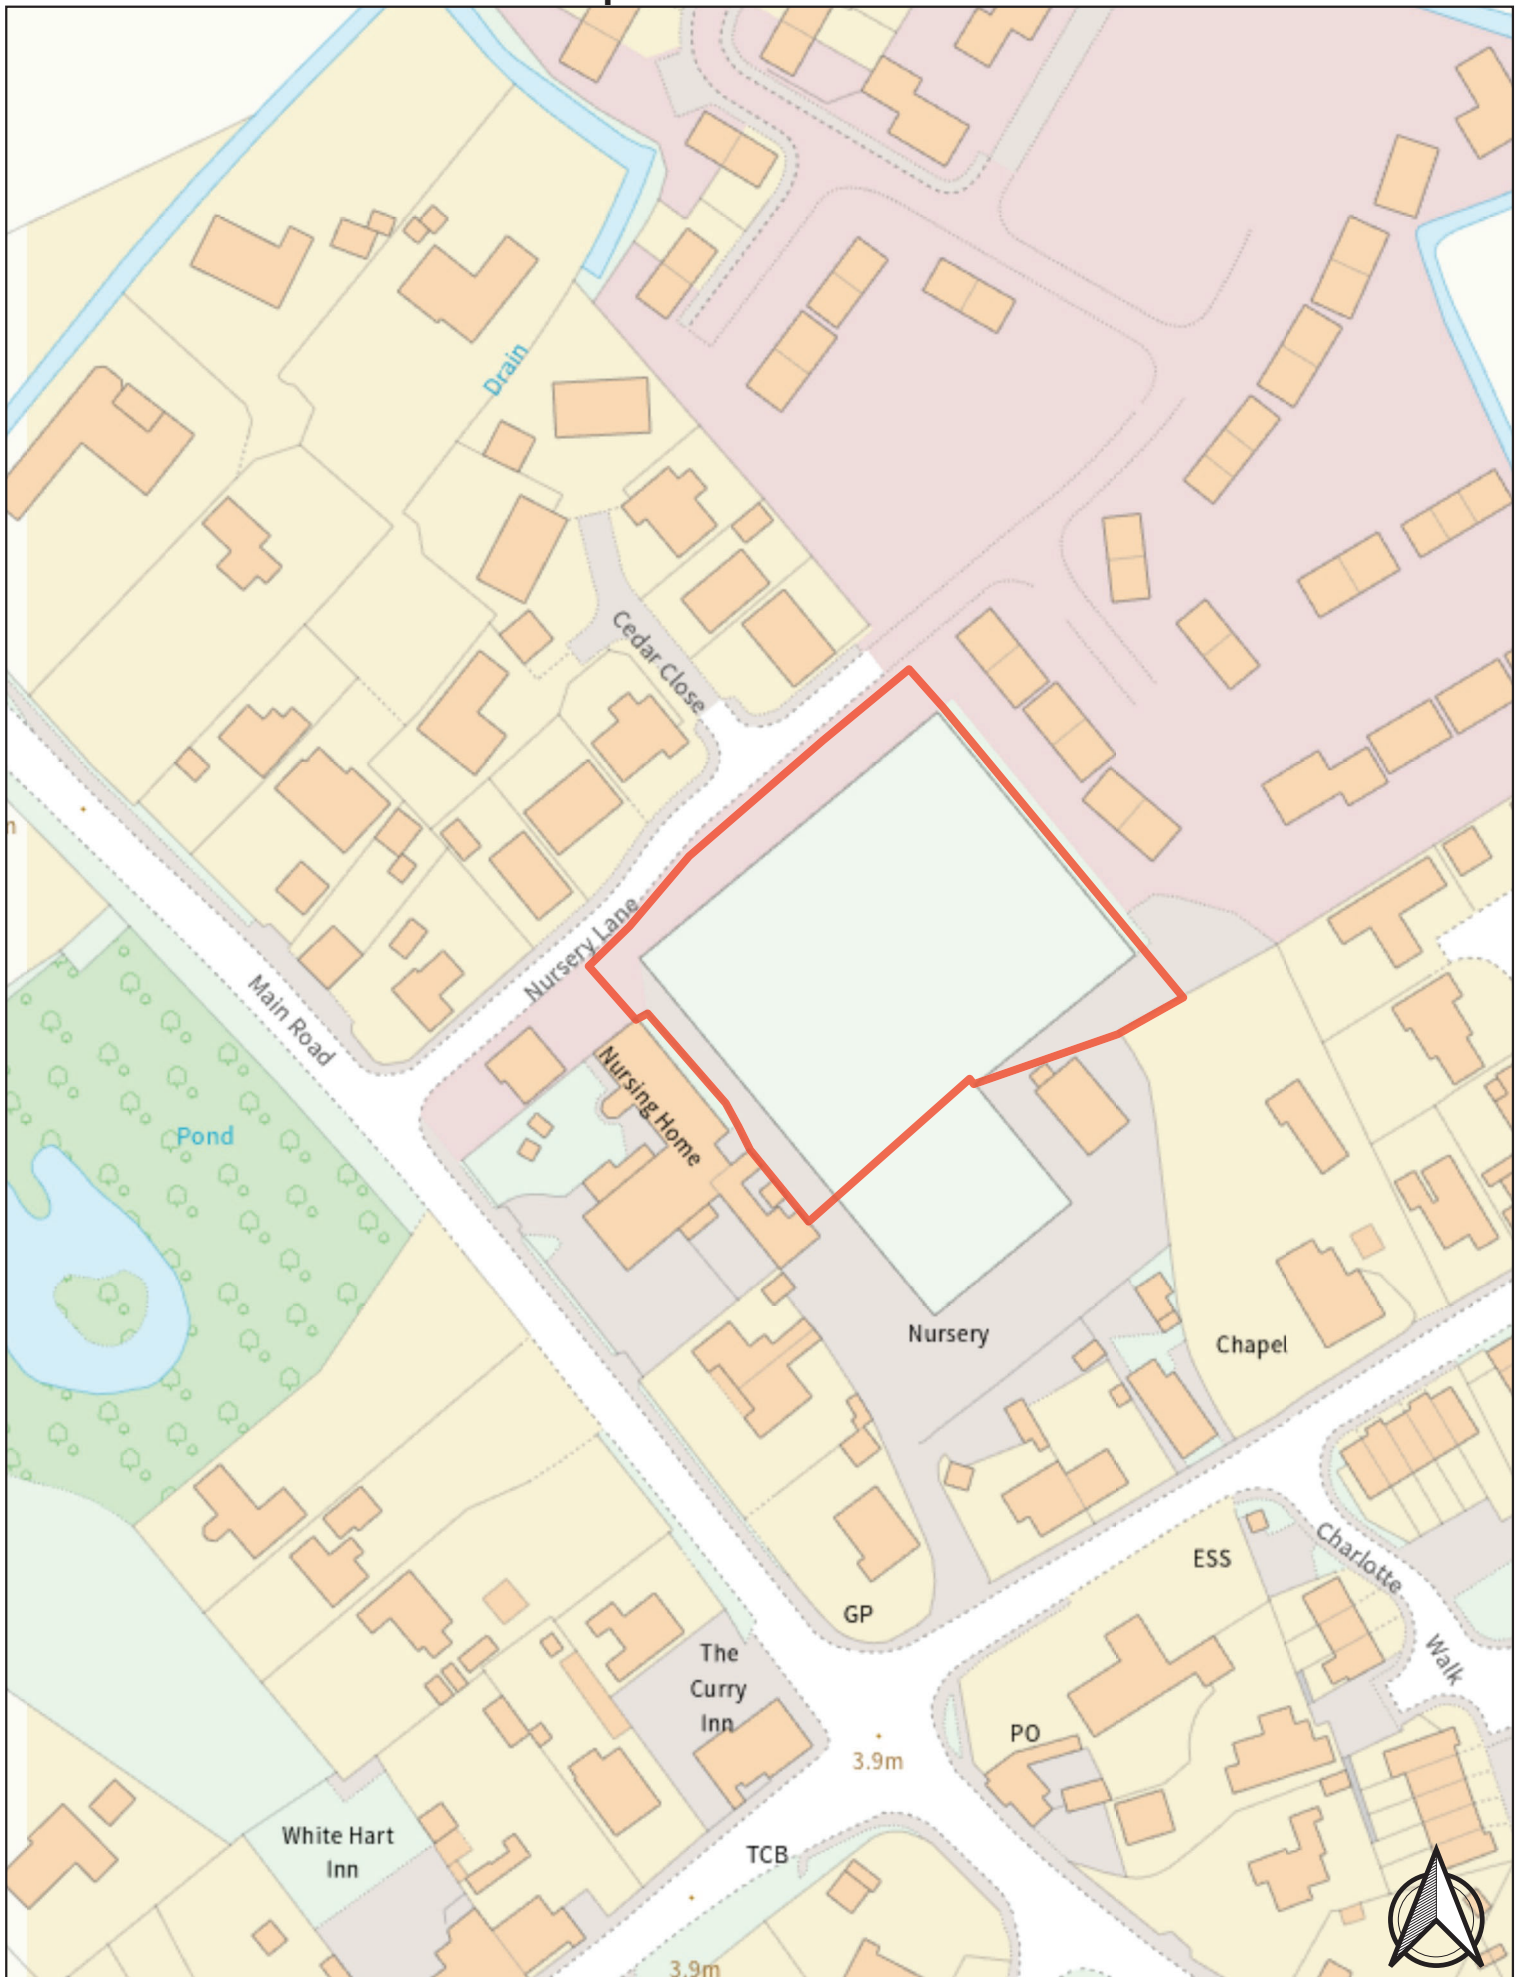 Drain
Cedar Close
Nursery Lane
Main Road
Nursing Home
Pond
Nursery
Chapel
Charlotte
Walk
ESS
GP
The
Curry
Inn
PO
3.9m
White Hart
Inn
TCB
3.9m